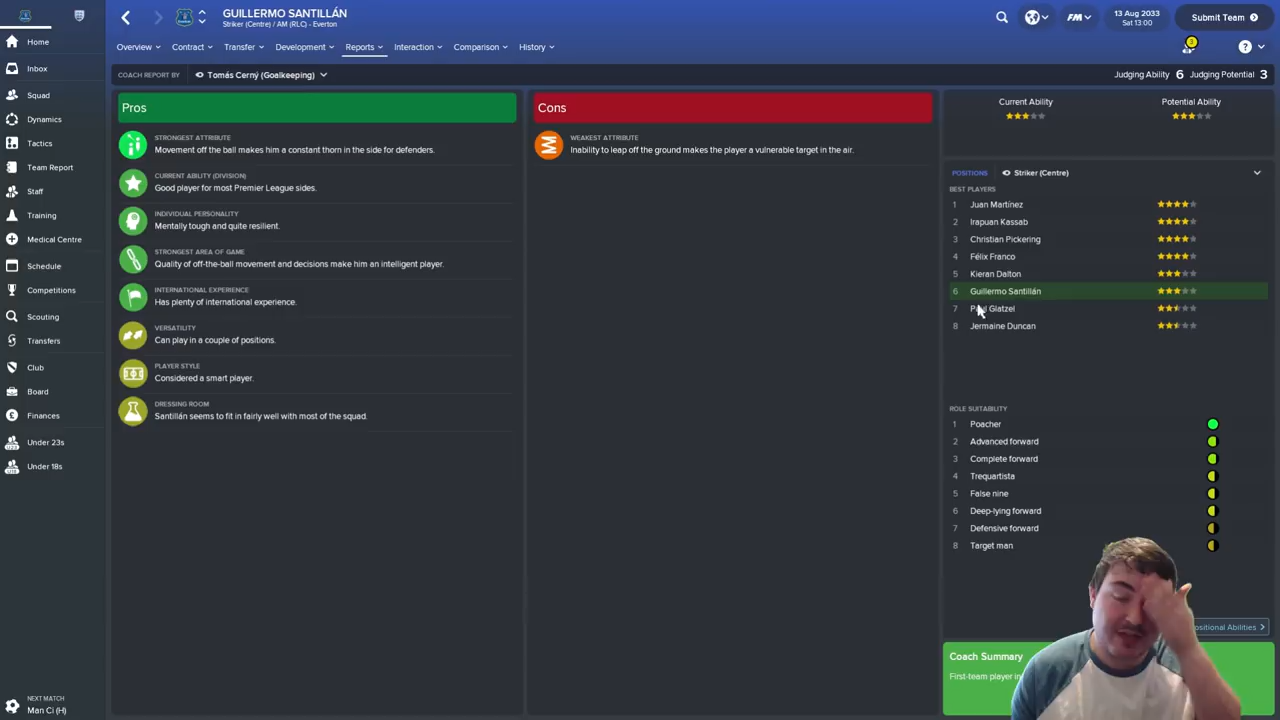 GUILLERMO SANTILLÁN
Striker (Centre) / AM (RLC) - Everton
FM
13 Aug 2033
Sat 13:00
Submit Team
Home
Inbox
Squad
Dynamics
Tactics
Team Report
Staff
Training
Medical Centre
Schedule
Competitions
Scouting
Transfers
Club
Board
Finances
Under 23s
Under 18s
NEXT MATCH
Man Ci (H)
Overview
Contract
Transfer
Development
Reports
Interaction
Comparison
History
3
?
COACH REPORT BY
Tomás Cerný (Goalkeeping)
Judging Ability 6
Judging Potential 3
Pros
STRONGEST ATTRIBUTE
Movement off the ball makes him a constant thorn in the side for defenders.
CURRENT ABILITY (DIVISION)
Good player for most Premier League sides.
INDIVIDUAL PERSONALITY
Mentally tough and quite resilient.
STRONGEST AREA OF GAME
Quality of off-the-ball movement and decisions make him an intelligent player.
INTERNATIONAL EXPERIENCE
Has plenty of international experience.
VERSATILITY
Can play in a couple of positions.
PLAYER STYLE
Considered a smart player.
DRESSING ROOM
Santillán seems to fit in fairly well with most of the squad.
Cons
WEAKEST ATTRIBUTE
Inability to leap off the ground makes the player a vulnerable target in the air.
Current Ability
Potential Ability
POSITIONS
Striker (Centre)
BEST PLAYERS
1 Juan Martínez
2 Irapuan Kassab
3 Christian Pickering
4 Félix Franco
5 Kieran Dalton
6 Guillermo Santillán
7 Glatzel
8 Jermaine Duncan
ROLE SUITABILITY
1 Poacher
2 Advanced forward
3 Complete forward
4 Trequartista
5 False nine
6 Deep-lying forward
7 Defensive forward
8 Target man
Abilities
Coach Summary
First-team player